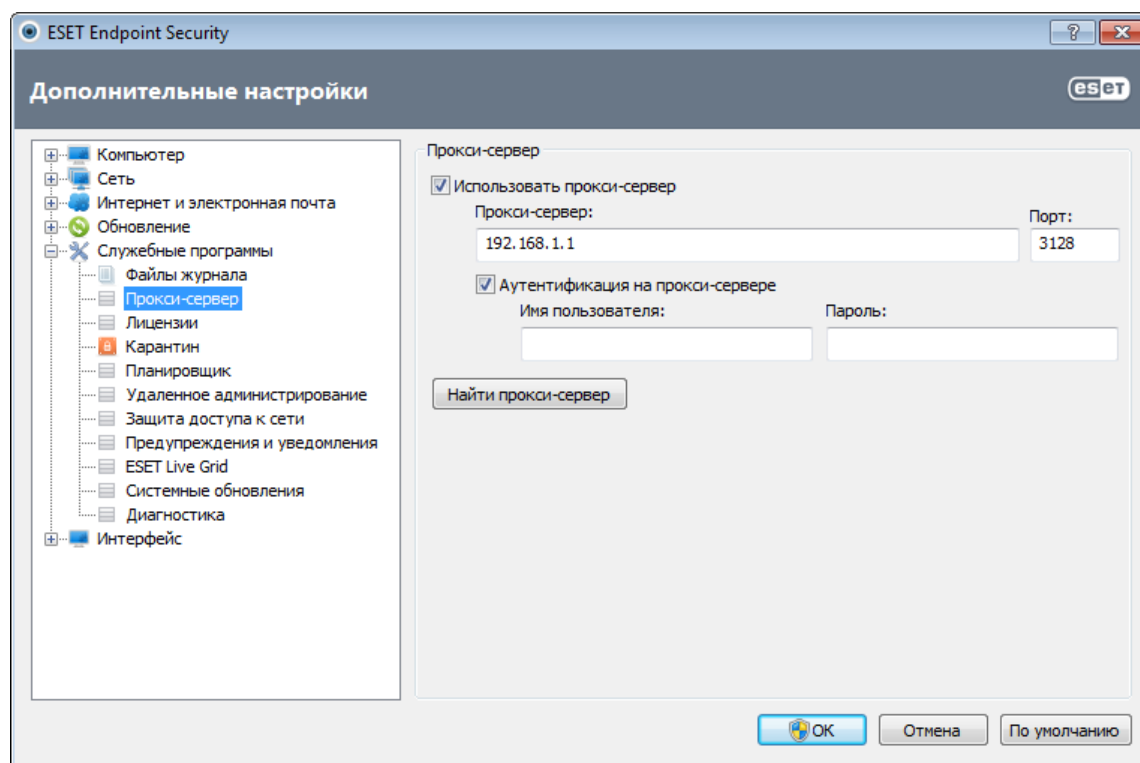 ESET Endpoint Security
?
Дополнительные настройки
eset
Компьютер
Сеть
Интернет и электронная почта
Обновление
Служебные программы
Файлы журнала
Прокси-сервер
Лицензии
Карантин
Планировщик
Удаленное администрирование
Защита доступа к сети
Предупреждения и уведомления
ESET Live Grid
Системные обновления
Диагностика
Интерфейс
Прокси-сервер
Использовать прокси-сервер
Прокси-сервер: Порт:
192.168.1.1 3128
Аутентификация на прокси-сервере
Имя пользователя: Пароль:
Найти прокси-сервер
OK Отмена По умолчанию